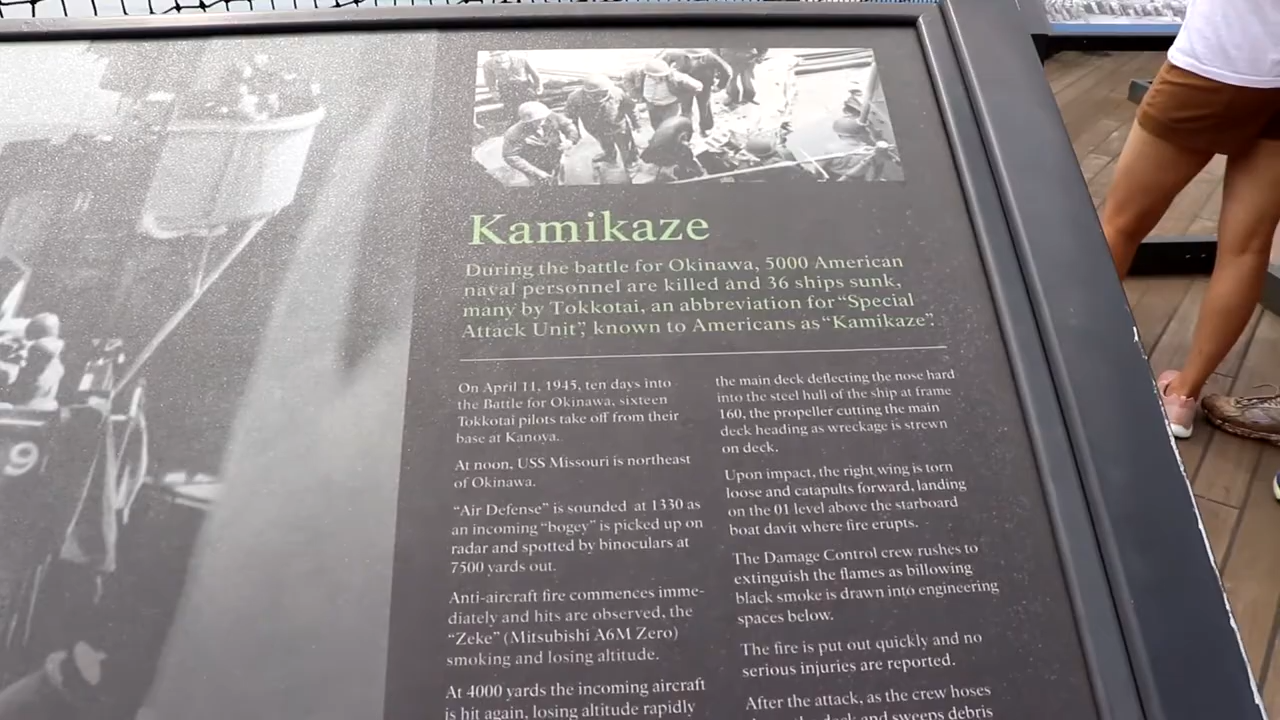 Kamikaze
During the battle for Okinawa, 5000 American
naval personnel are killed and 36 ships sunk,
many by Tokkotai, an abbreviation for "Special
Attack Unit", known to Americans as "Kamikaze".
On April 11, 1945, ten days into
the Battle for Okinawa, sixteen
Tokkotai pilots take off from their
base at Kanoya.
At noon, USS Missouri is northeast
of Okinawa.
"Air Defense" is sounded at 1330 as
an incoming "bogey" is picked up on
radar and spotted by binoculars at
7500 yards out.
Anti-aircraft fire commences imme-
diately and hits are observed, the
"Zeke" (Mitsubishi A6M Zero)
smoking and losing altitude.
At 4000 yards the incoming aircraft
is hit again, losing altitude rapidly
the main deck deflecting the nose hard
into the steel hull of the ship at frame
160, the propeller cutting the main
deck heading as wreckage is strewn
on deck.
Upon impact, the right wing is torn
loose and catapults forward, landing
on the 01 level above the starboard
boat davit where fire erupts.
The Damage Control crew rushes to
extinguish the flames as billowing
black smoke is drawn into engineering
spaces below.
The fire is put out quickly and no
serious injuries are reported.
After the attack, as the crew hoses
and sweeps debris
9